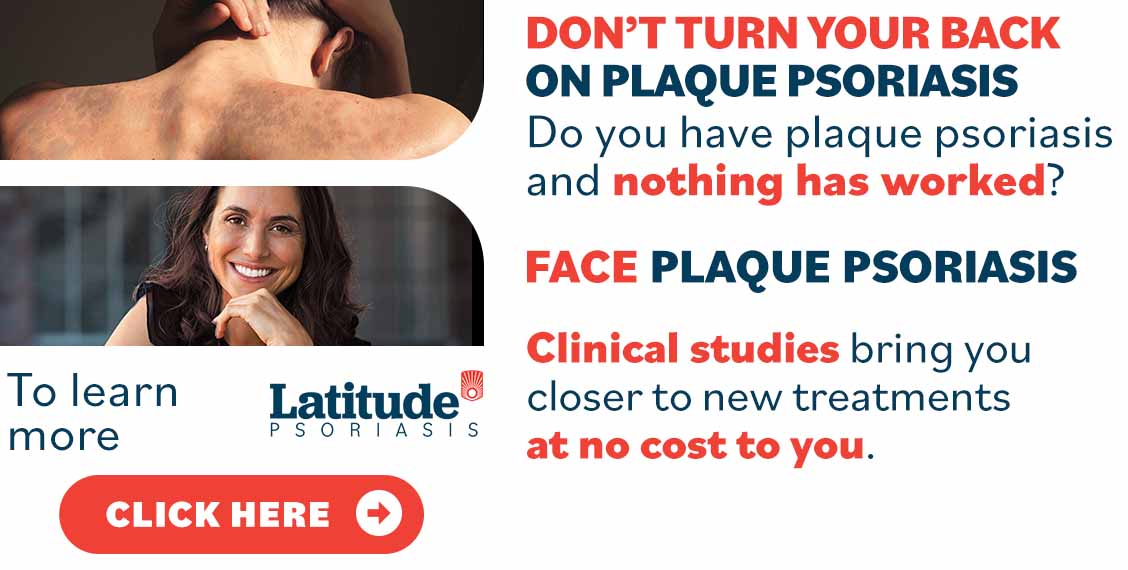 DON'T TURN YOUR BACK
ON PLAQUE PSORIASIS
Do you have plaque psoriasis
and nothing has worked?
FACE PLAQUE PSORIASIS
Clinical studies bring you
closer to new treatments
at no cost to you.
To learn
more
Latitude
PSORIASIS
CLICK HERE